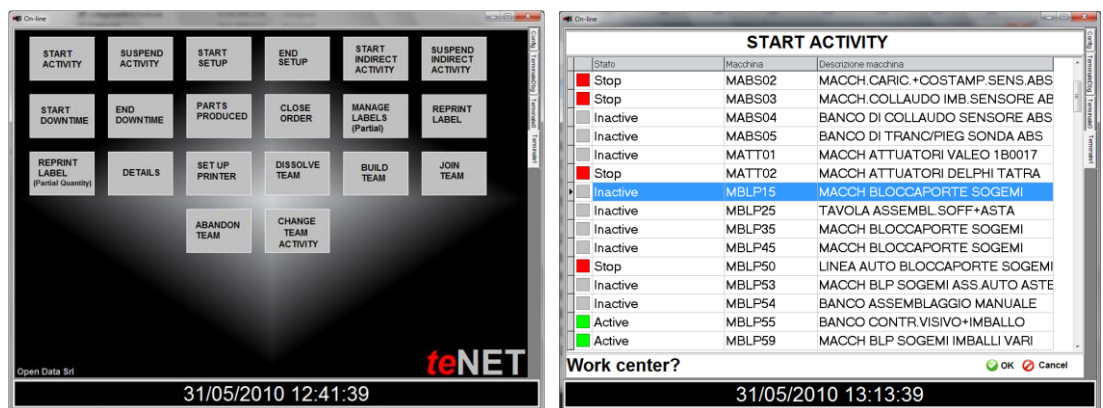 On-line
START ACTIVITY
SUSPEND ACTIVITY
START SETUP
END SETUP
START INDIRECT ACTIVITY
SUSPEND INDIRECT ACTIVITY
START DOWNTIME
END DOWNTIME
PARTS PRODUCED
CLOSE ORDER
MANAGE LABELS (Partial)
REPRINT LABEL
REPRINT LABEL (Partial Quantity)
DETAILS
SET UP PRINTER
DISSOLVE TEAM
BUILD TEAM
JOIN TEAM
ABANDON TEAM
CHANGE TEAM ACTIVITY
Open Data Srl
teNET
31/05/2010 12:41:39
Config TerminaleDbg Terminale0 Terminale1
On-line
START ACTIVITY
Stato Macchina Descrizione macchina
Stop MABS02 MACCH.CARIC.+COSTAMP.SENS.ABS
Stop MABS03 MACCH.COLLAUDO IMB.SENSORE AB
Inactive MABS04 BANCO DI COLLAUDO SENSORE ABS
Inactive MABS05 BANCO DI TRANC/PIEG SONDA ABS
Inactive MATT01 MACCH ATTUATORI VALEO 1B0017
Stop MATT02 MACCH ATTUATORI DELPHI TATRA
Inactive MBLP15 MACCH BLOCCAPORTE SOGEMI
Inactive MBLP25 TAVOLA ASSEMBL.SOFF+ASTA
Inactive MBLP35 MACCH BLOCCAPORTE SOGEMI
Inactive MBLP45 MACCH BLOCCAPORTE SOGEMI
Stop MBLP50 LINEA AUTO BLOCCAPORTE SOGEMI
Inactive MBLP53 MACCH BLP SOGEMI ASS.AUTO ASTE
Inactive MBLP54 BANCO ASSEMBLAGGIO MANUALE
Active MBLP55 BANCO CONTR.VISIVO+IMBALLO
Active MBLP59 MACCH BLP SOGEMI IMBALLI VARI
Work center? OK Cancel
31/05/2010 13:13:39
Config TerminaleDbg Terminale0 Terminale1